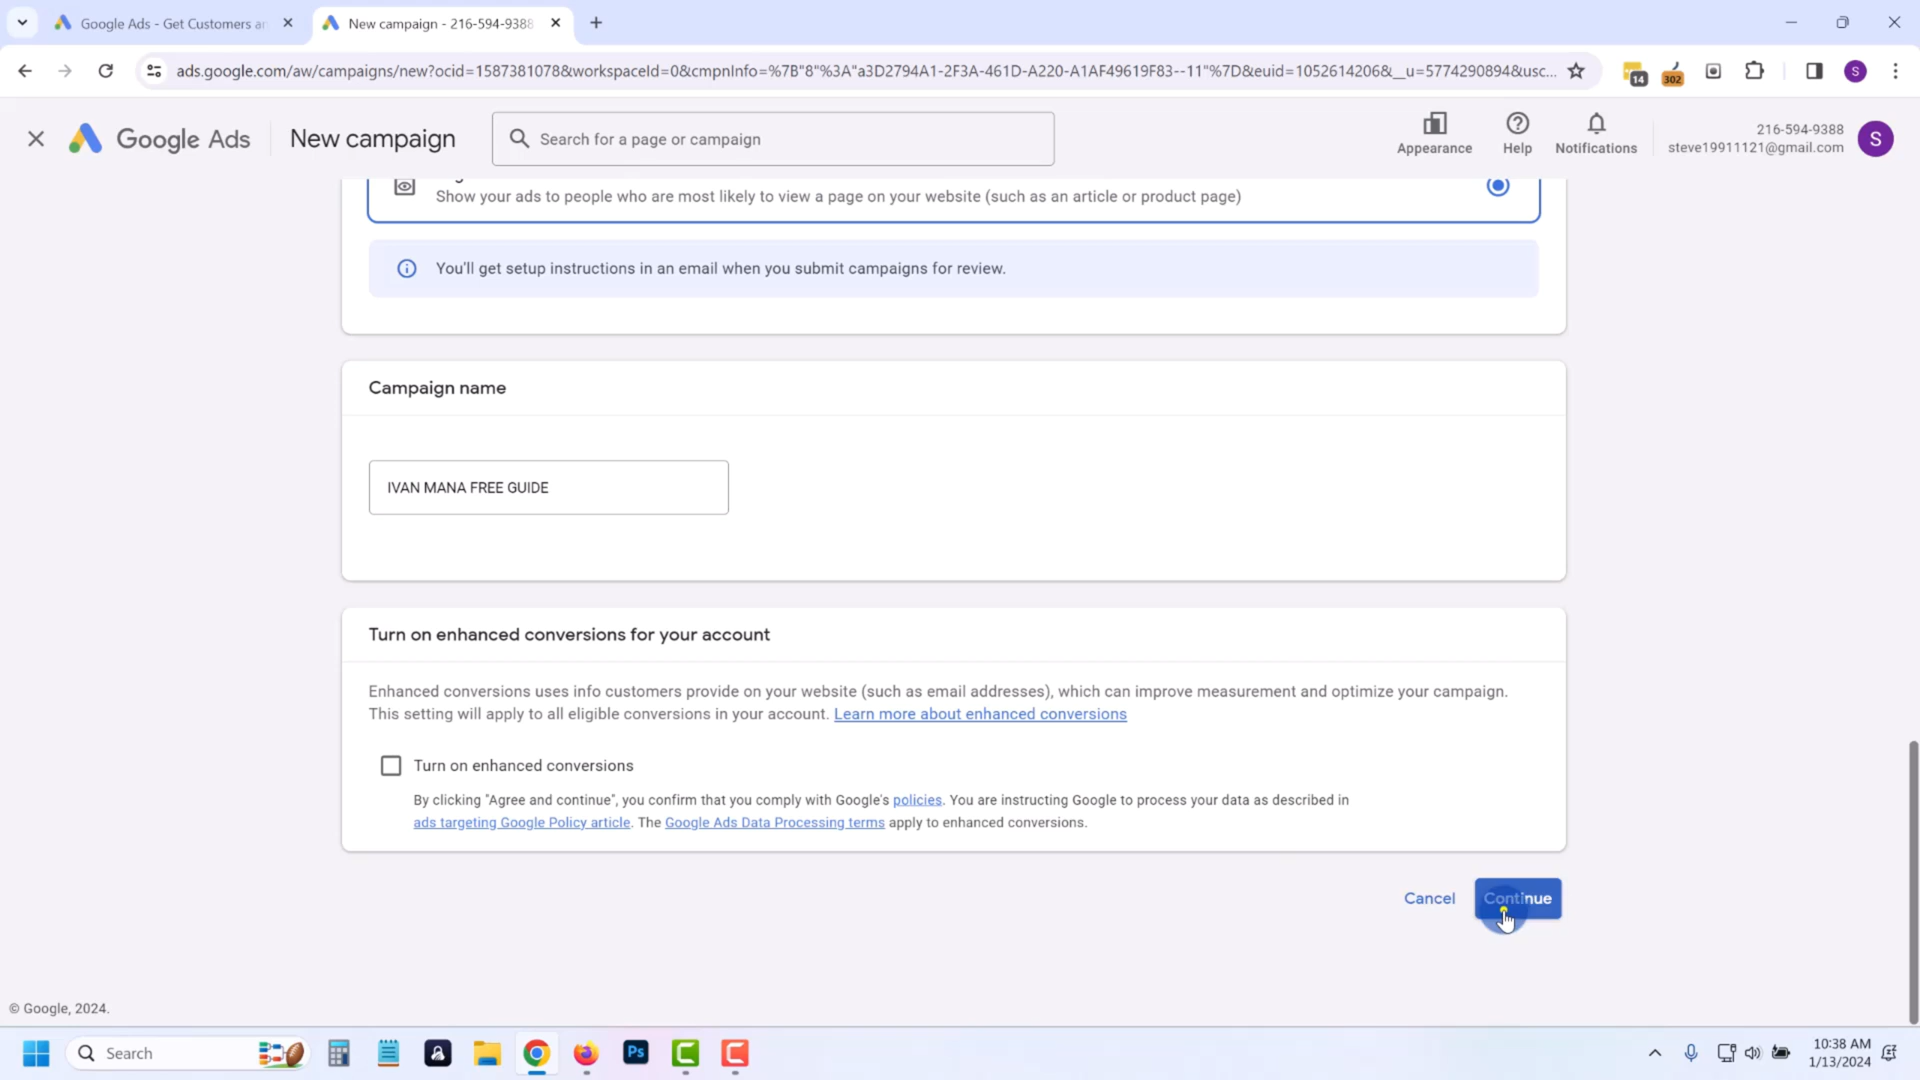 Google Ads - Get Customers an
New campaign - 216-594-9388
ads.google.com/aw/campaigns/new?ocid=1587381078&workspaceId=0&cmpnInfo=%7B"8"%3A"a3D2794A1-2F3A-461D-A220-A1AF49619F83--11"%7D&euid=1052614206&__u=5774290894&usc...
14
302
S
Google Ads
New campaign
Search for a page or campaign
Appearance
Help
Notifications
216-594-9388
steve19911121@gmail.com
S
Show your ads to people who are most likely to view a page on your website (such as an article or product page)
You'll get setup instructions in an email when you submit campaigns for review.
Campaign name
IVAN MANA FREE GUIDE
Turn on enhanced conversions for your account
Enhanced conversions uses info customers provide on your website (such as email addresses), which can improve measurement and optimize your campaign.
This setting will apply to all eligible conversions in your account. Learn more about enhanced conversions
Turn on enhanced conversions
By clicking "Agree and continue", you confirm that you comply with Google's policies. You are instructing Google to process your data as described in
ads targeting Google Policy article. The Google Ads Data Processing terms apply to enhanced conversions.
Cancel
Continue
© Google, 2024.
Search
Ps
10:38 AM
1/13/2024